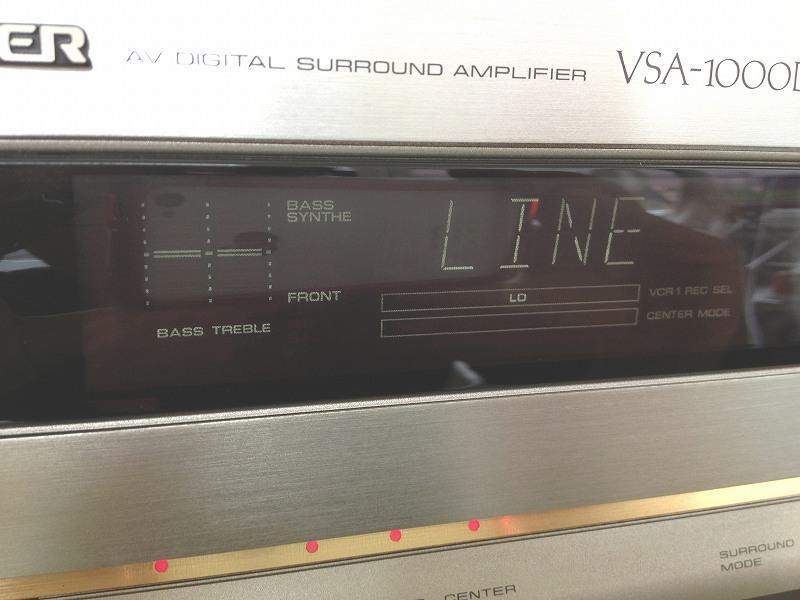 ER
AV DIGITAL SURROUND AMPLIFIER
VSA-1000D
BASS
SYNTHE
LINE
FRONT
LD
VCR1 REC SEL
CENTER MODE
BASS TREBLE
CENTER
SURROUND
MODE